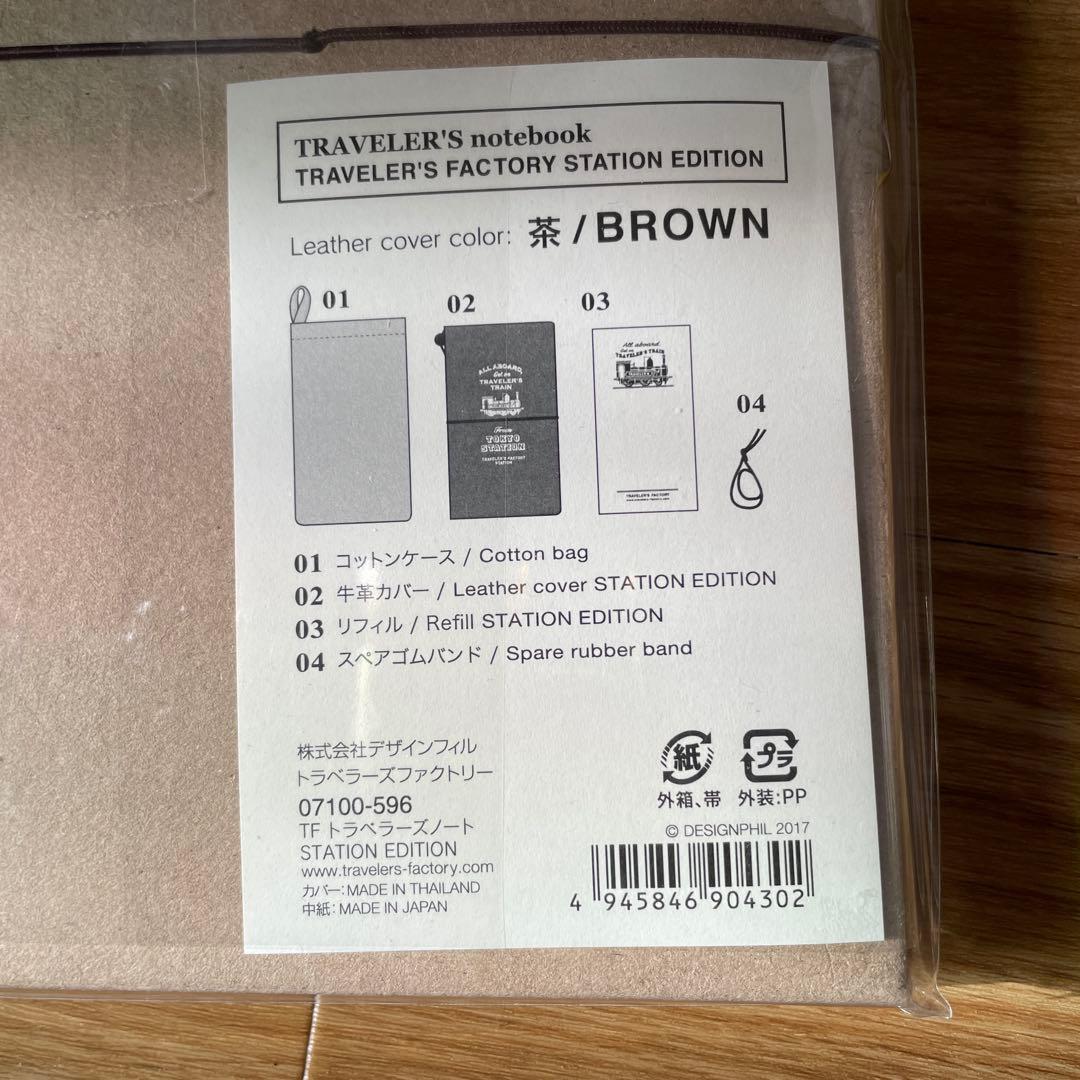 TRAVELER'S notebook
TRAVELER'S FACTORY STATION EDITION
Leather cover color: 茶 / BROWN
01
02
03
04
ALL ABOARD,
Get on
TRAVELER'S
TRAIN
From
TOKYO
STATION
TRAVELER'S FACTORY
STATION
All aboard,
Get on
TRAVELER'S TRAIN
TRAVELER'S FACTORY
www.travelers-factory.com
01 コットンケース / Cotton bag
02 牛革カバー / Leather cover STATION EDITION
03 リフィル / Refill STATION EDITION
04 スペアゴムバンド / Spare rubber band
株式会社デザインフィル
トラベラーズファクトリー
07100-596
TF トラベラーズノート
STATION EDITION
www.travelers-factory.com
カバー:MADE IN THAILAND
中紙:MADE IN JAPAN
紙
プラ
外箱、帯 外装:PP
© DESIGNPHIL 2017
4 945846 904302